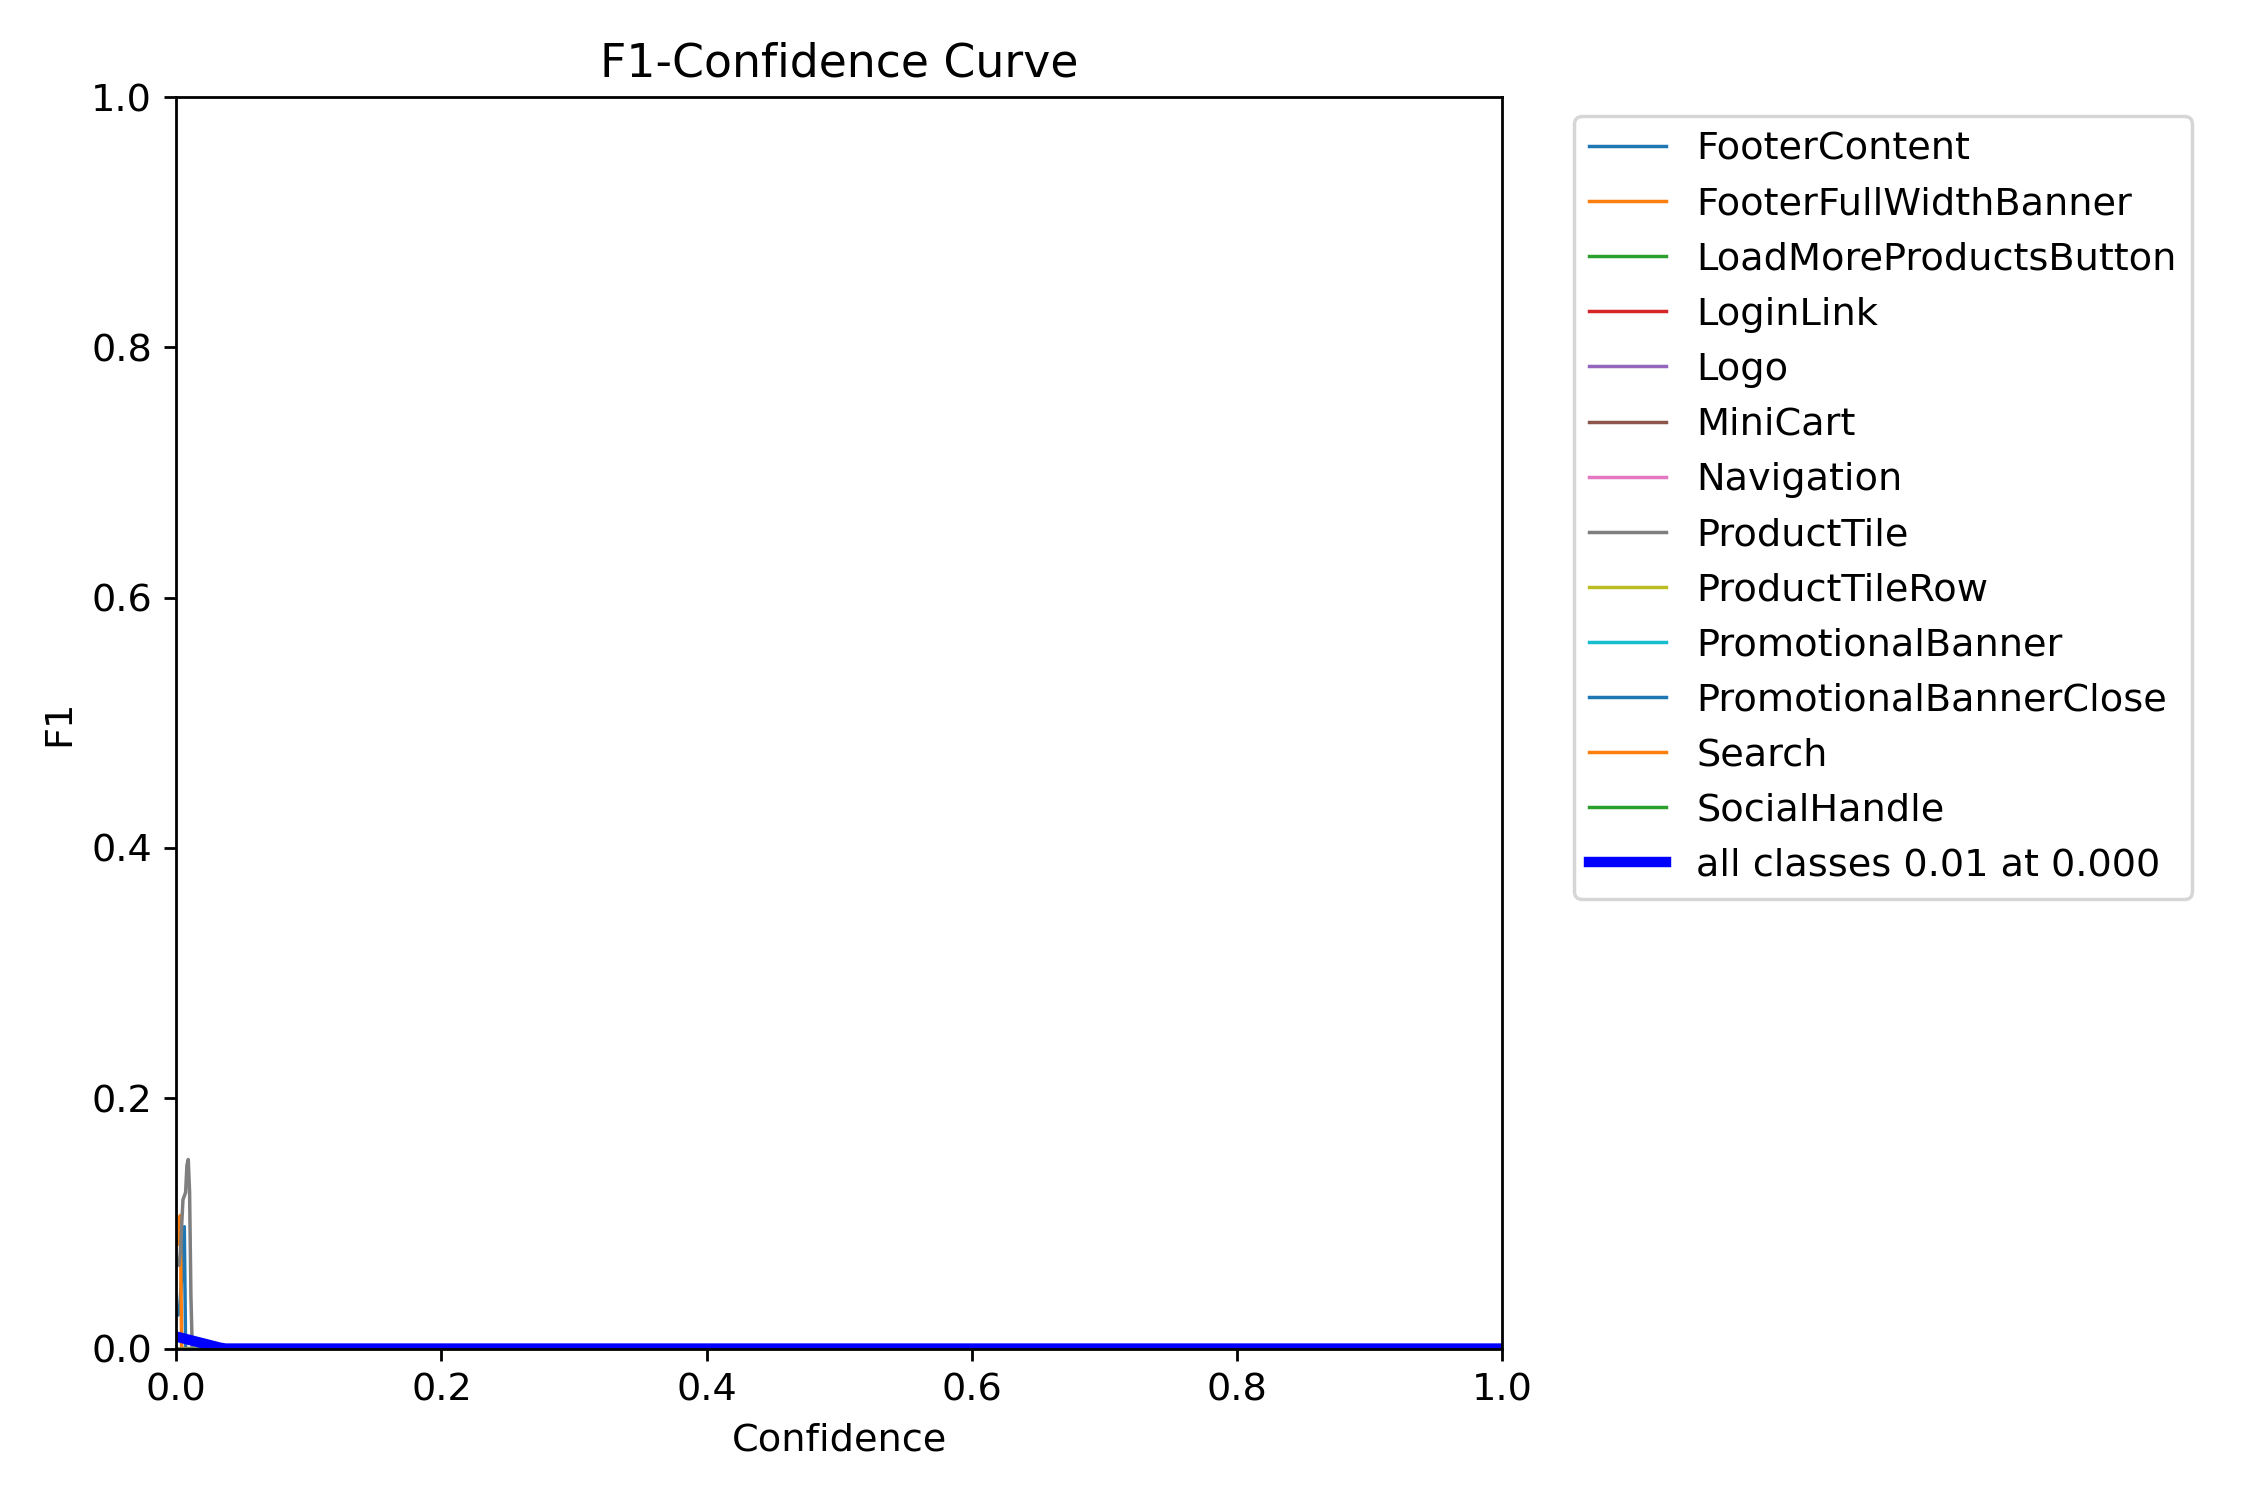 F1-Confidence Curve
1.0
0.8
0.6
0.4
0.2
0.0
F1
0.0 0.2 0.4 0.6 0.8 1.0
Confidence
FooterContent
FooterFullWidthBanner
LoadMoreProductsButton
LoginLink
Logo
MiniCart
Navigation
ProductTile
ProductTileRow
PromotionalBanner
PromotionalBannerClose
Search
SocialHandle
all classes 0.01 at 0.000